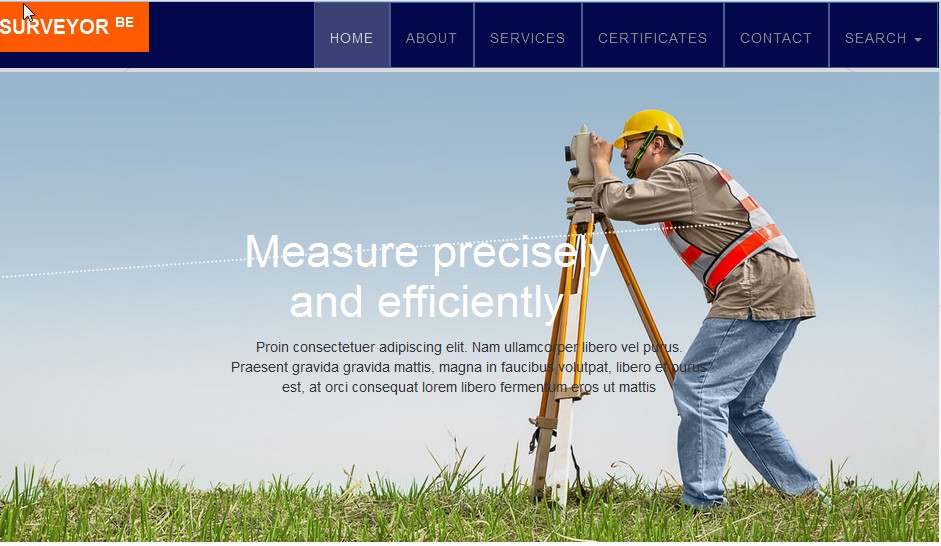 SURVEYOR BE
HOME ABOUT SERVICES CERTIFICATES CONTACT SEARCH
Measure precisely
and efficiently
Proin consectetuer adipiscing elit. Nam ullamcorper libero vel purus.
Praesent gravida gravida mattis, magna in faucibus volutpat, libero et purus
est, at orci consequat lorem libero fermentum eros ut mattis